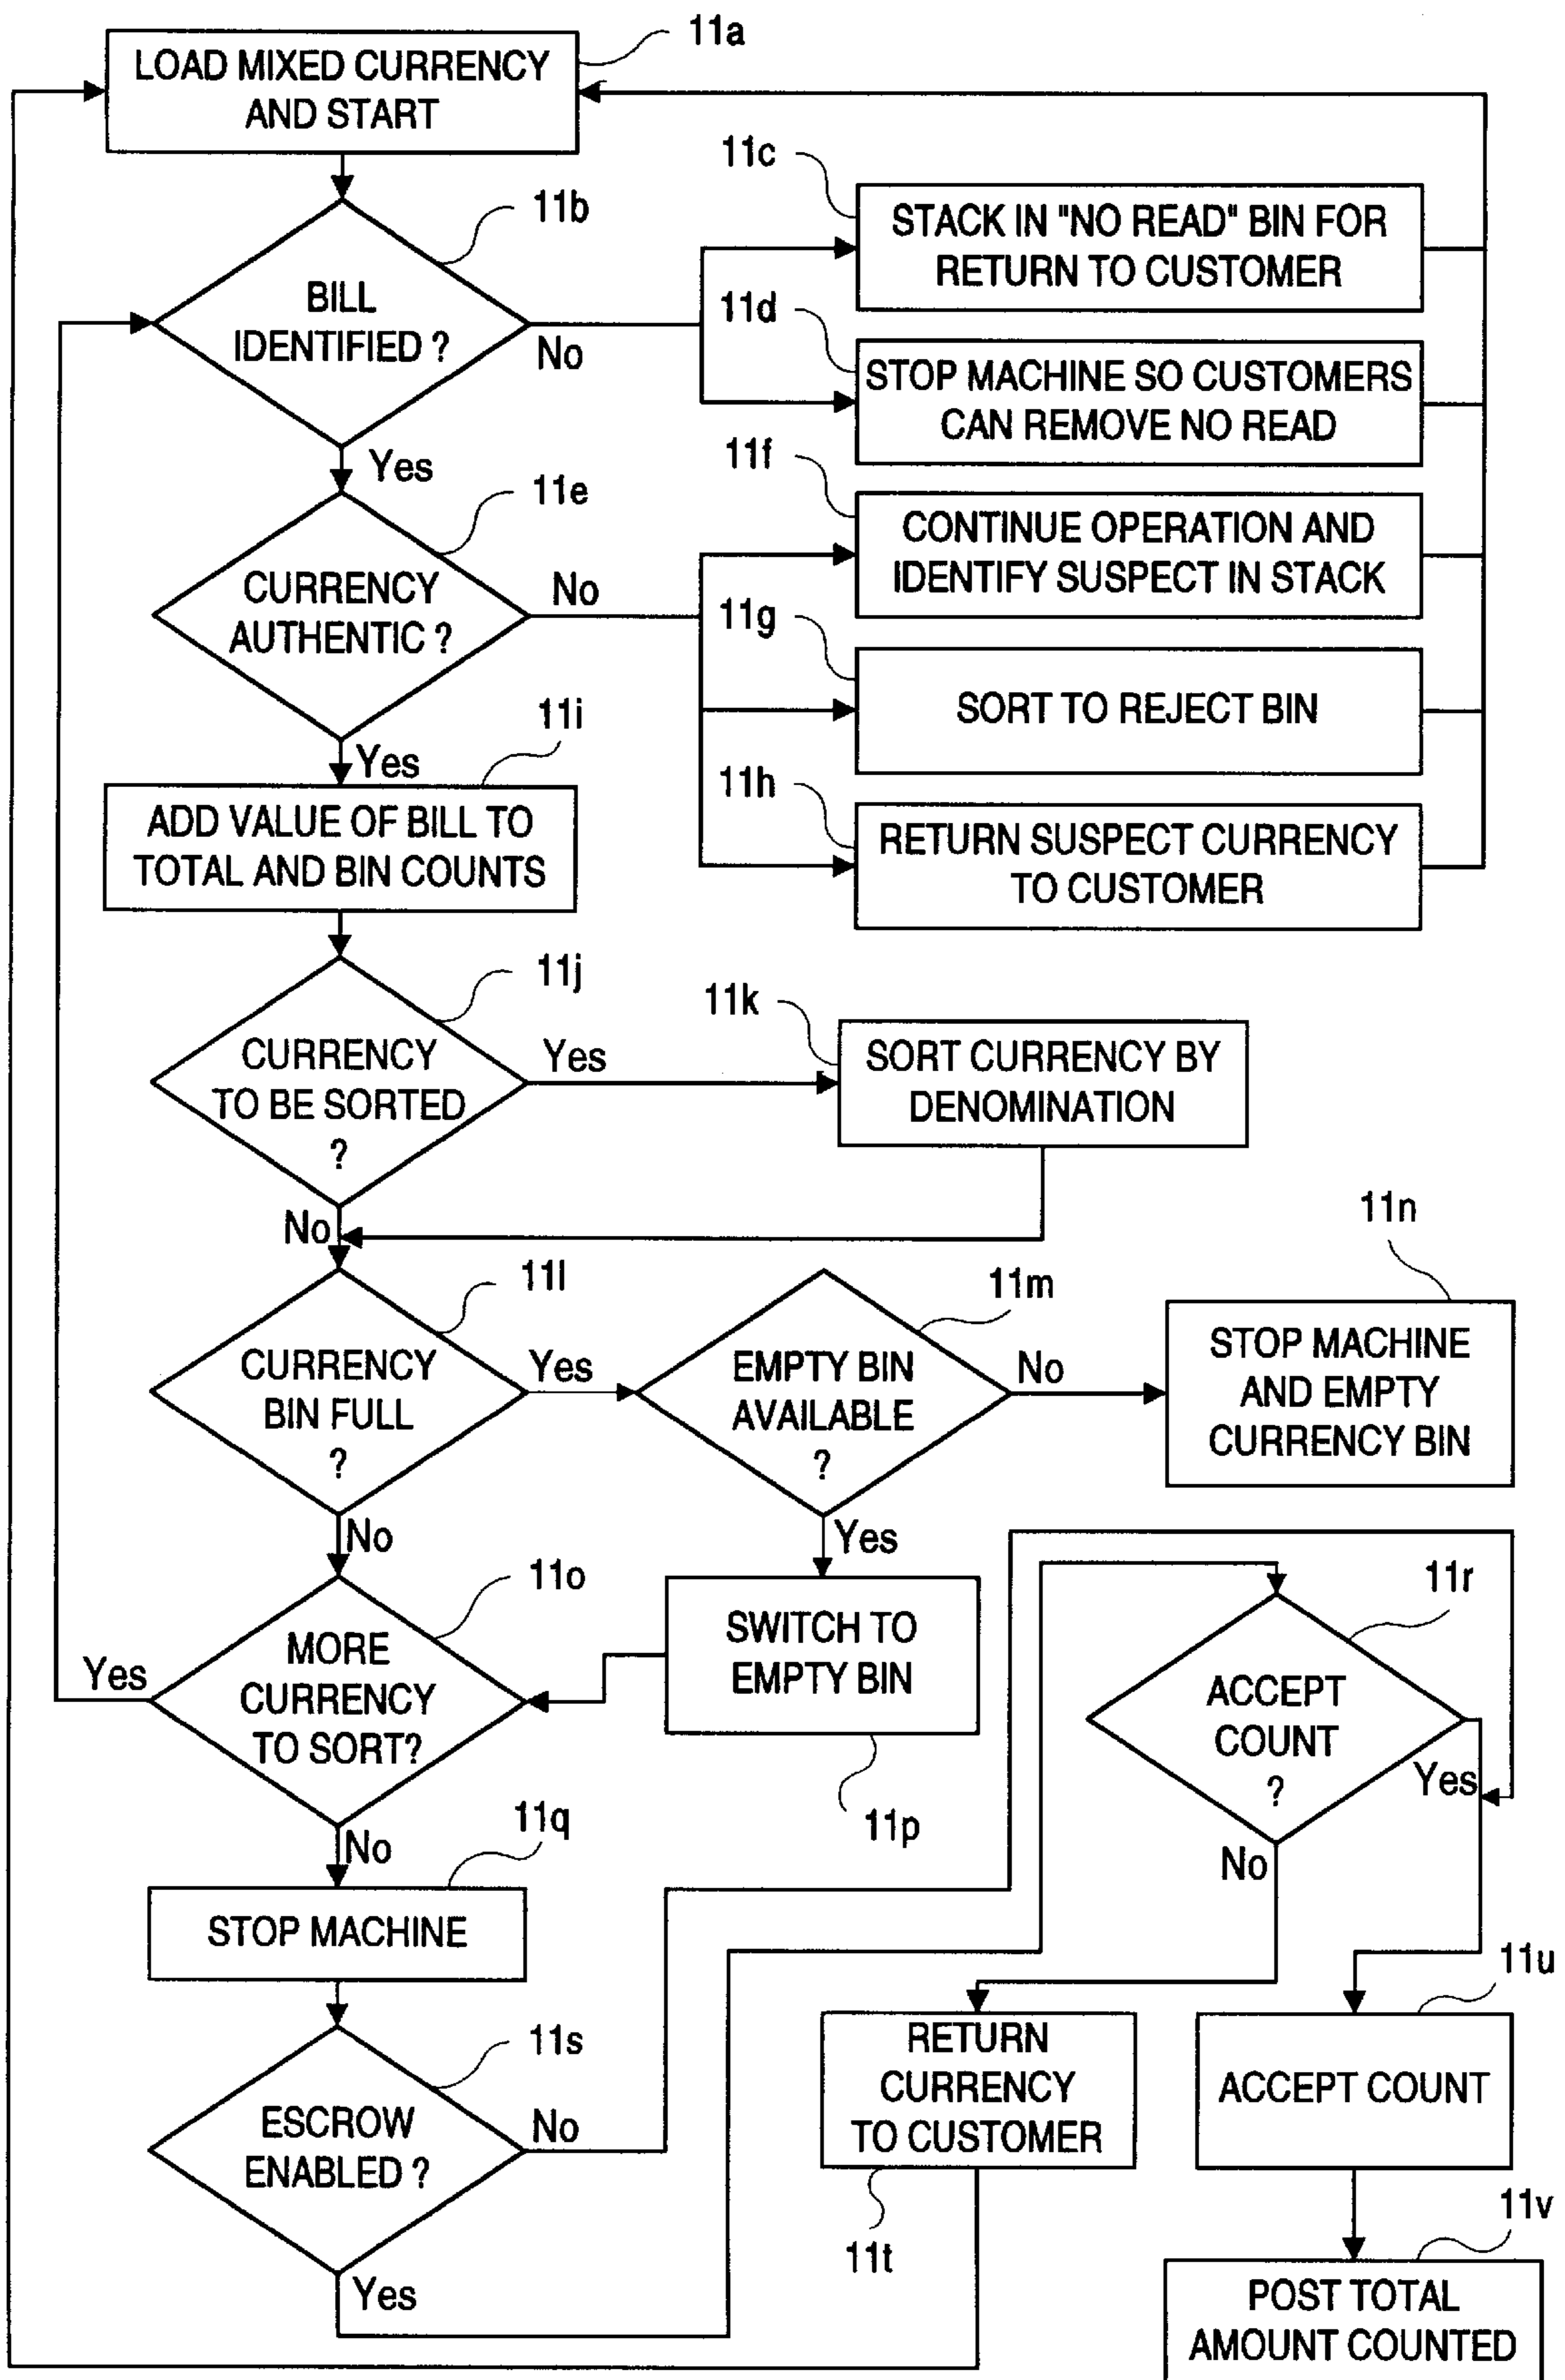 11a
LOAD MIXED CURRENCY
AND START
11b
BILL
IDENTIFIED ?
No
Yes
11c
STACK IN "NO READ" BIN FOR
RETURN TO CUSTOMER
11d
STOP MACHINE SO CUSTOMERS
CAN REMOVE NO READ
11e
CURRENCY
AUTHENTIC ?
No
Yes
11f
CONTINUE OPERATION AND
IDENTIFY SUSPECT IN STACK
11g
SORT TO REJECT BIN
11h
RETURN SUSPECT CURRENCY
TO CUSTOMER
11i
ADD VALUE OF BILL TO
TOTAL AND BIN COUNTS
11j
CURRENCY
TO BE SORTED
?
Yes
No
11k
SORT CURRENCY BY
DENOMINATION
11l
CURRENCY
BIN FULL
?
Yes
No
11m
EMPTY BIN
AVAILABLE
?
No
Yes
11n
STOP MACHINE
AND EMPTY
CURRENCY BIN
11o
MORE
CURRENCY
TO SORT?
Yes
No
SWITCH TO
EMPTY BIN
11p
11r
ACCEPT
COUNT
?
Yes
No
11q
STOP MACHINE
11s
ESCROW
ENABLED ?
No
Yes
RETURN
CURRENCY
TO CUSTOMER
11t
11u
ACCEPT COUNT
11v
POST TOTAL
AMOUNT COUNTED